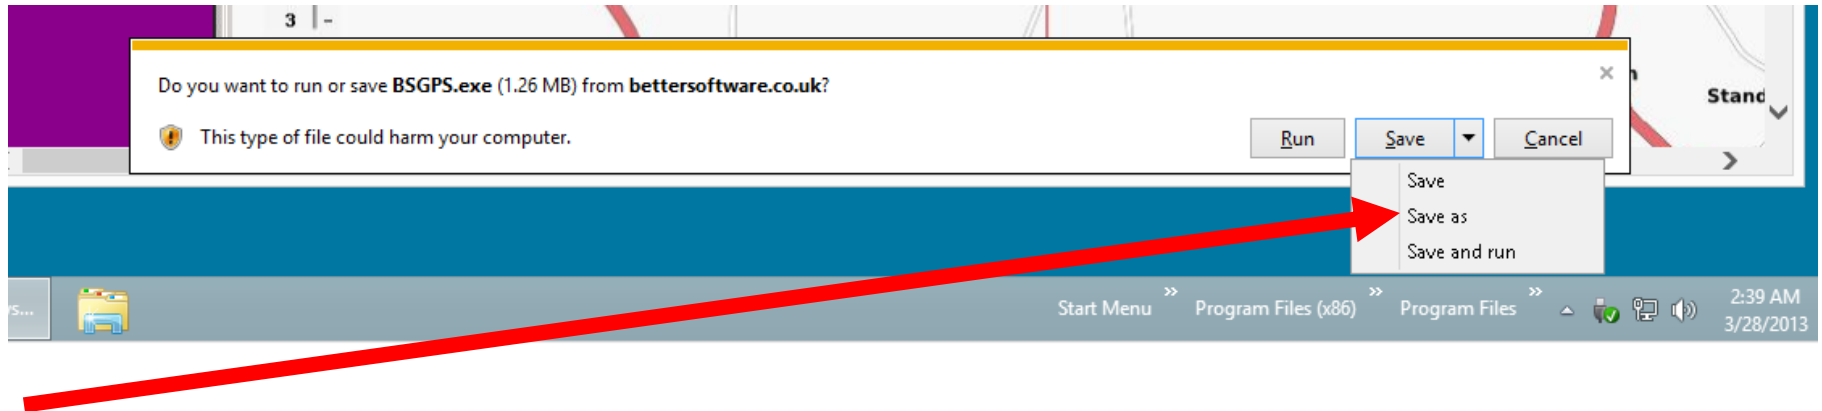 3 -
Do you want to run or save BSGPS.exe (1.26 MB) from bettersoftware.co.uk?
Stand
This type of file could harm your computer.
Run Save Cancel
Save
Save as
Save and run
Start Menu » Program Files (x86) » Program Files » 2:39 AM
3/28/2013